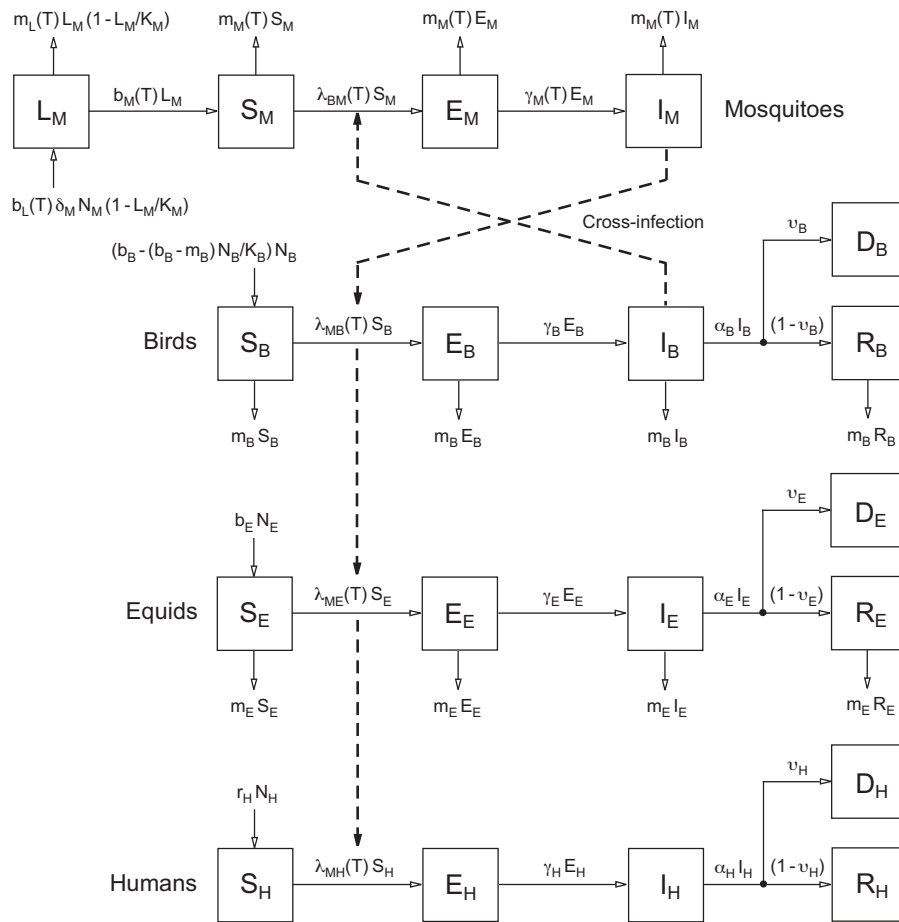 m_L(T) L_M (1 - L_M/K_M) m_M(T) S_M m_M(T) E_M m_M(T) I_M
L_M b_M(T) L_M S_M λ_BM(T) S_M E_M γ_M(T) E_M I_M Mosquitoes
b_L(T) δ_M N_M (1 - L_M/K_M)
Cross-infection
υ_B D_B
(b_B - (b_B - m_B) N_B/K_B) N_B
Birds S_B λ_MB(T) S_B E_B γ_B E_B I_B α_B I_B (1 - υ_B) R_B
m_B S_B m_B E_B m_B I_B m_B R_B
υ_E D_E
b_E N_E
Equids S_E λ_ME(T) S_E E_E γ_E E_E I_E α_E I_E (1 - υ_E) R_E
m_E S_E m_E E_E m_E I_E m_E R_E
υ_H D_H
r_H N_H
Humans S_H λ_MH(T) S_H E_H γ_H E_H I_H α_H I_H (1 - υ_H) R_H